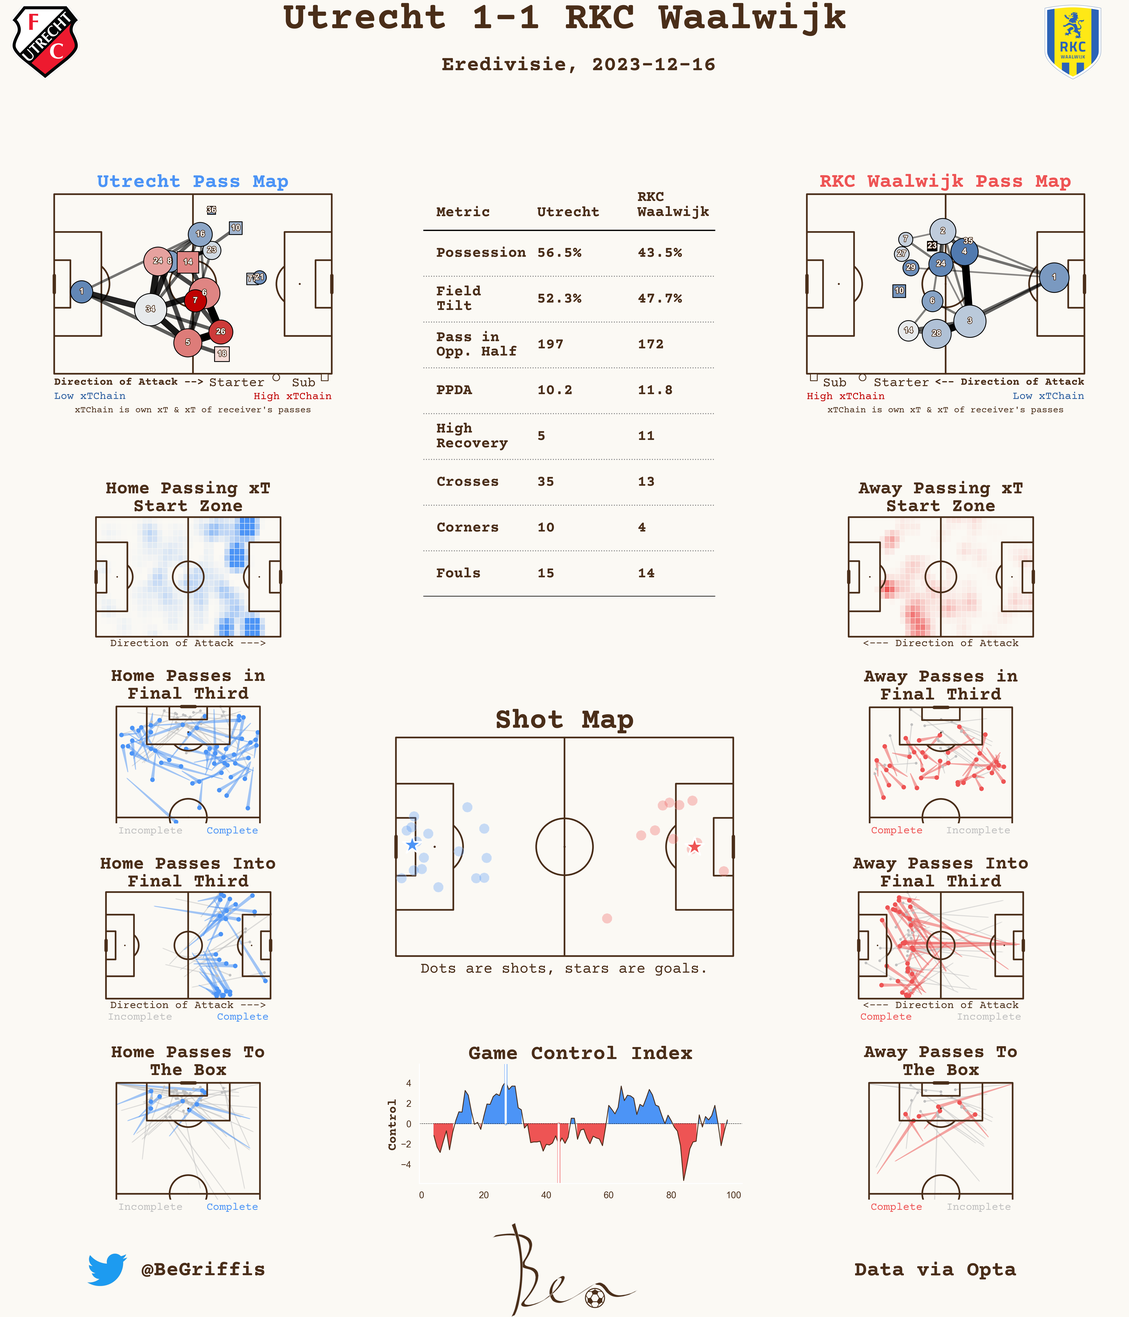 Utrecht 1-1 RKC Waalwijk
Eredivisie, 2023-12-16
F
UTRECHT
C
RKC
WAALWIJK
Utrecht Pass Map
36
10
16
23
24
8
14
21
1
6
7
34
26
5
18
Direction of Attack --> Starter Sub
Low xTChain High xTChain
xTChain is own xT & xT of receiver's passes
Metric Utrecht RKC Waalwijk
Possession 56.5% 43.5%
Field Tilt 52.3% 47.7%
Pass in Opp. Half 197 172
PPDA 10.2 11.8
High Recovery 5 11
Crosses 35 13
Corners 10 4
Fouls 15 14
RKC Waalwijk Pass Map
2
7
35
23
4
27
24
29
1
10
6
3
14
28
Sub Starter <-- Direction of Attack
High xTChain Low xTChain
xTChain is own xT & xT of receiver's passes
Home Passing xT
Start Zone
Direction of Attack --->
Away Passing xT
Start Zone
<--- Direction of Attack
Home Passes in
Final Third
Incomplete Complete
Away Passes in
Final Third
Complete Incomplete
Shot Map
Dots are shots, stars are goals.
Home Passes Into
Final Third
Direction of Attack --->
Incomplete Complete
Away Passes Into
Final Third
<--- Direction of Attack
Complete Incomplete
Home Passes To
The Box
Incomplete Complete
Game Control Index
Control
4
2
0
−2
−4
0 20 40 60 80 100
Away Passes To
The Box
Complete Incomplete
@BeGriffis
Ben
Data via Opta